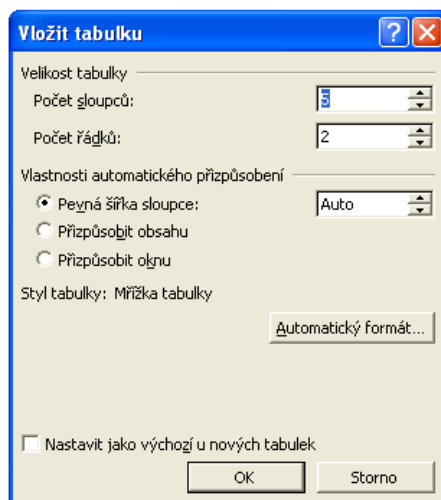 Vložit tabulku
Velikost tabulky
Počet sloupců: 5
Počet řádků: 2
Vlastnosti automatického přizpůsobení
Pevná šířka sloupce: Auto
Přizpůsobit obsahu
Přizpůsobit oknu
Styl tabulky: Mřížka tabulky
Automatický formát...
Nastavit jako výchozí u nových tabulek
OK Storno